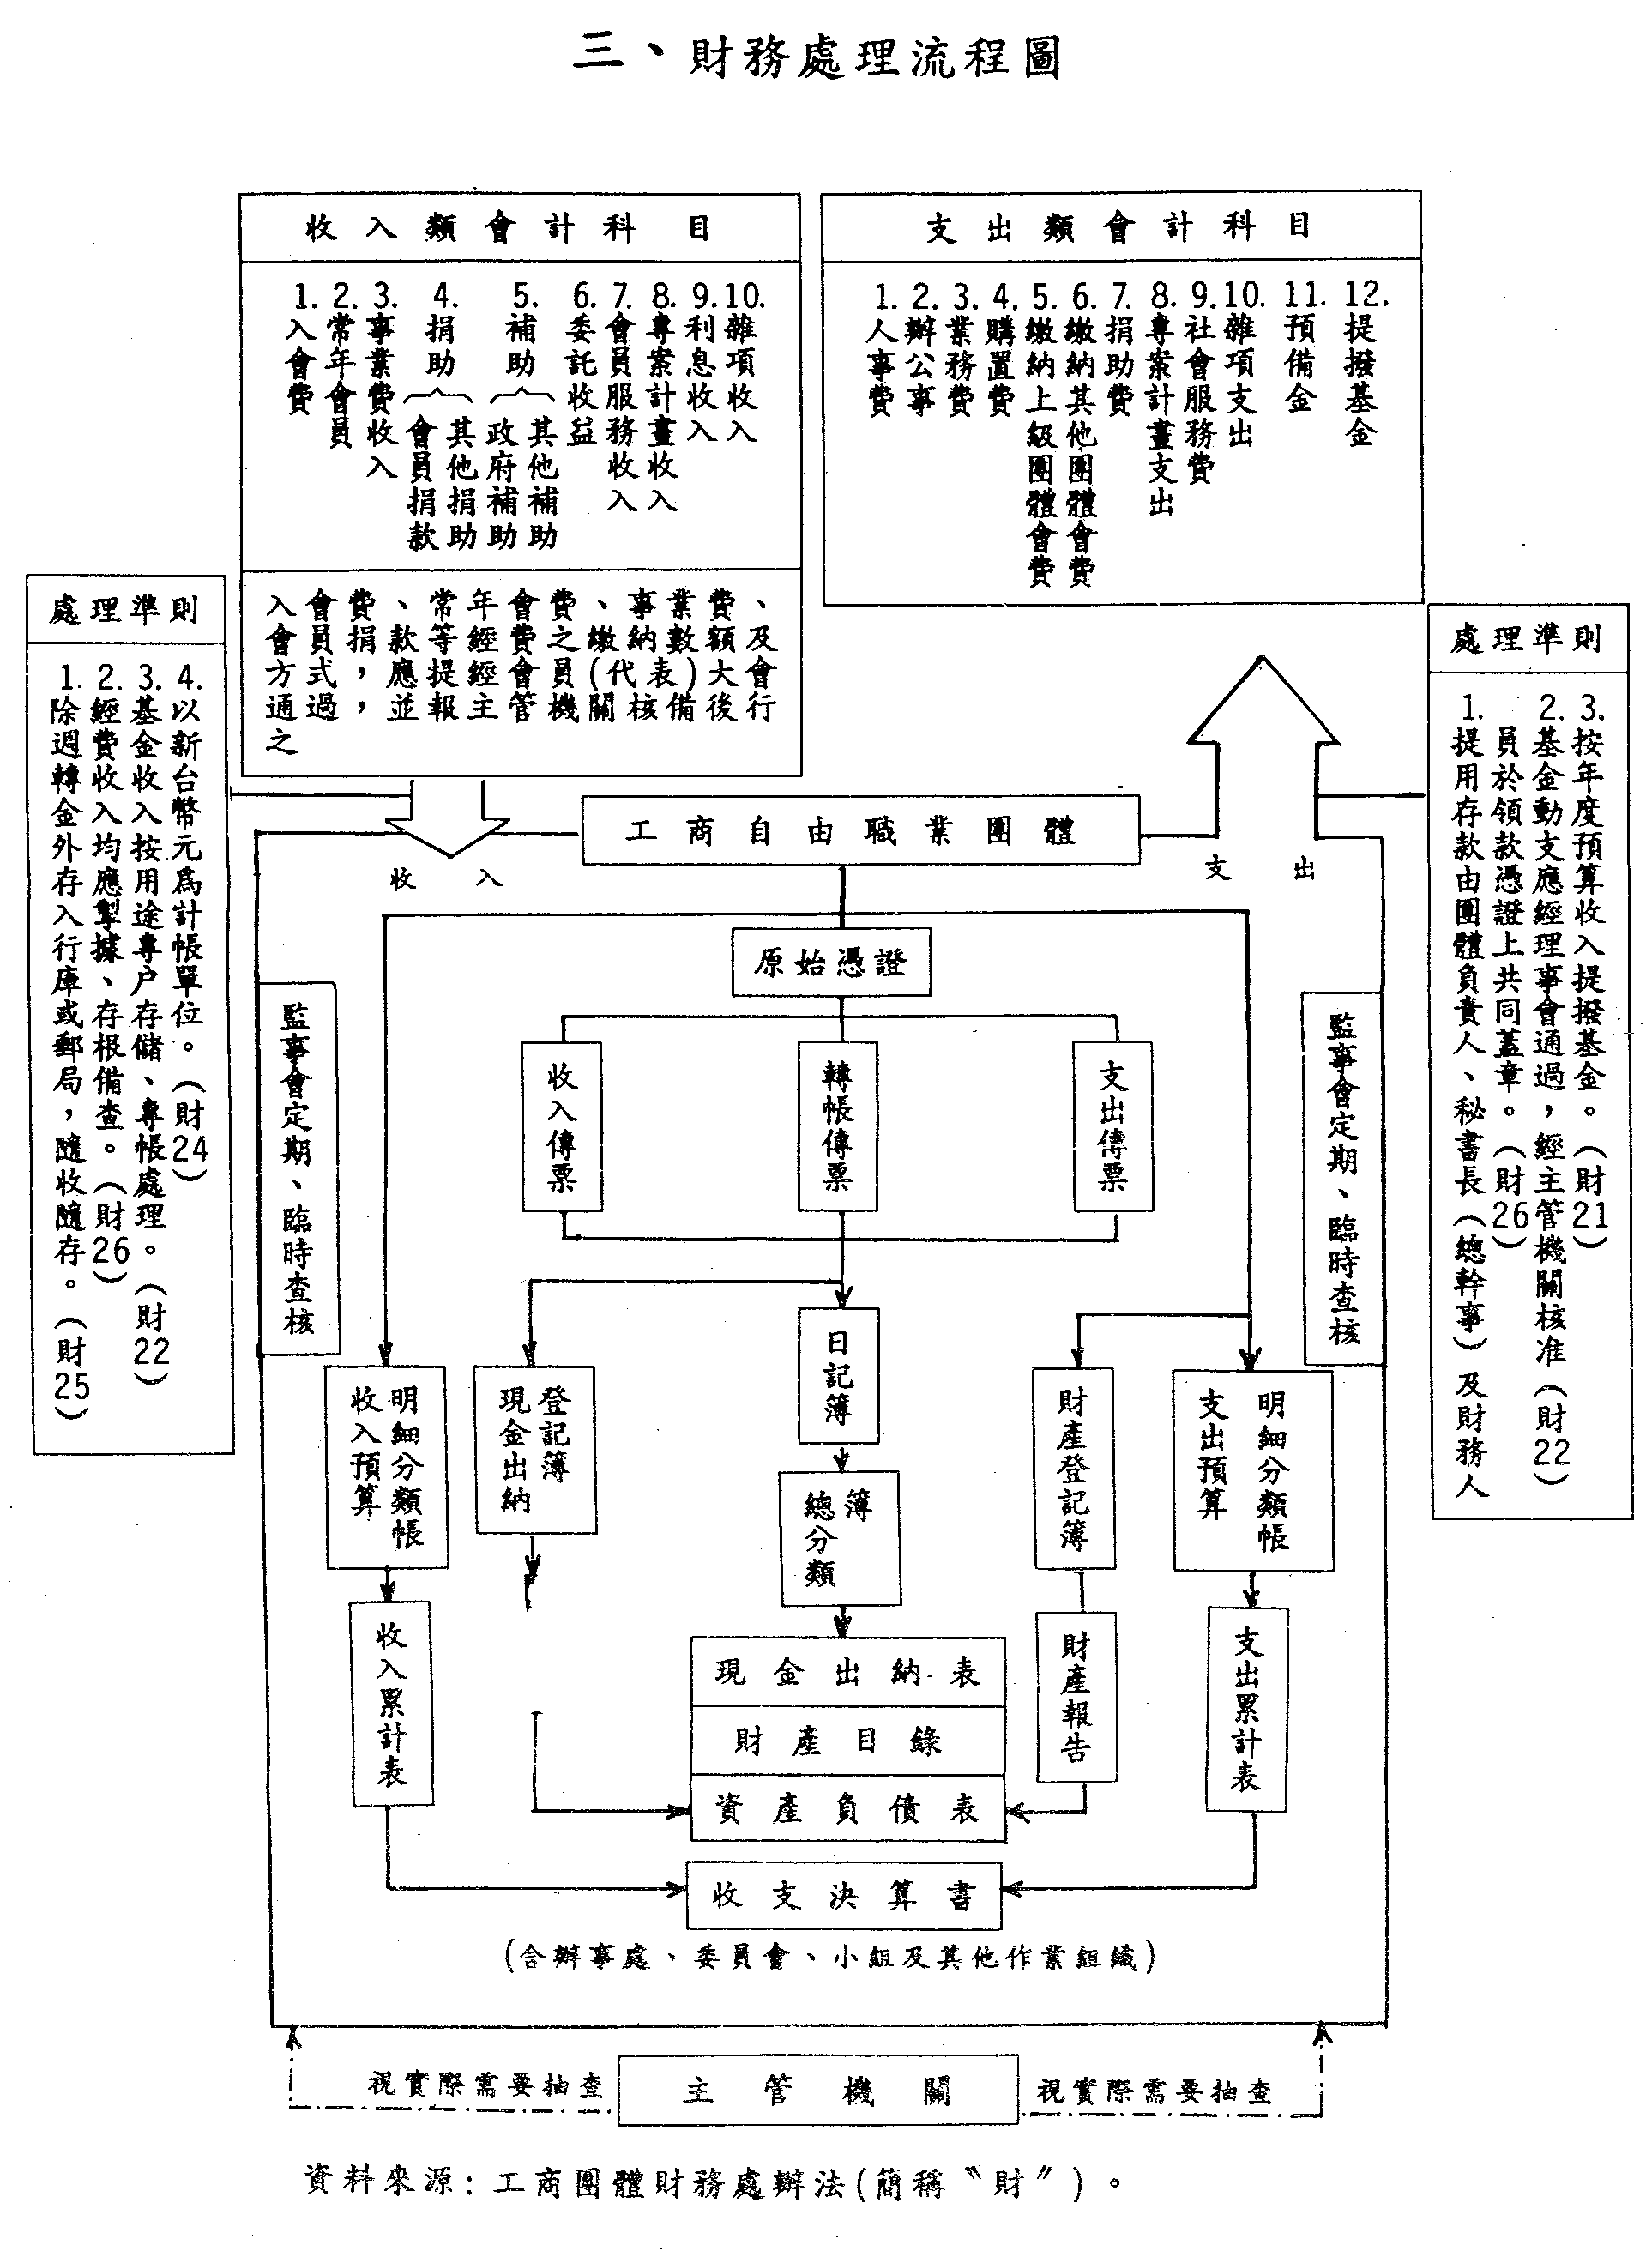 三、財務處理流程圖
收入類會計科目
1.入會費
2.常年會員
3.事業費收入
4.捐助
會員捐款
其他捐助
5.補助
政府補助
其他補助
6.委託收益
7.會員服務收入
8.專案計畫收入
9.利息收入
10.雜項收入
入會費、常年會費、事業費、
會員捐款等經費之繳納數額及
方式,應提經會員(代表)大會
通過,並報經主管機關核備後行
之
支出類會計科目
1.人事費
2.辦公事
3.業務費
4.購置費
5.繳納上級團體會費
6.繳納其他團體會費
7.捐助費
8.專案計畫支出
9.社會服務費
10.雜項支出
11.預備金
12.提撥基金
處理準則
1.除週轉金外存入行庫或郵局,隨收隨存。(財25)
2.經費收入均應掣據、存根備查。(財26)
3.基金收入按用途專户存儲、專帳處理。(財22)
4.以新台幣元為計帳單位。(財24)
處理準則
1.提用存款由團體負責人、秘書長(總幹事)及財務人
員於領款憑證上共同蓋章。(財26)
2.基金動支應經理事會通過,經主管機關核准(財22)
3.按年度預算收入提撥基金。(財21)
工商自由職業團體
收入
支出
原始憑證
收入傳票
轉帳傳票
支出傳票
監事會定期、臨時查核
監事會定期、臨時查核
收入預算
明細分類帳
現金出納
登記簿
日記簿
總分類
簿
財產登記簿
支出預算
明細分類帳
收入累計表
現金出納表
財產目錄
資產負債表
財產報告
支出累計表
收支決算書
(含辦事處、委員會、小組及其他作業組織)
視實際需要抽查
主管機關
視實際需要抽查
資料來源:工商團體財務處辦法(簡稱〝財〞)。